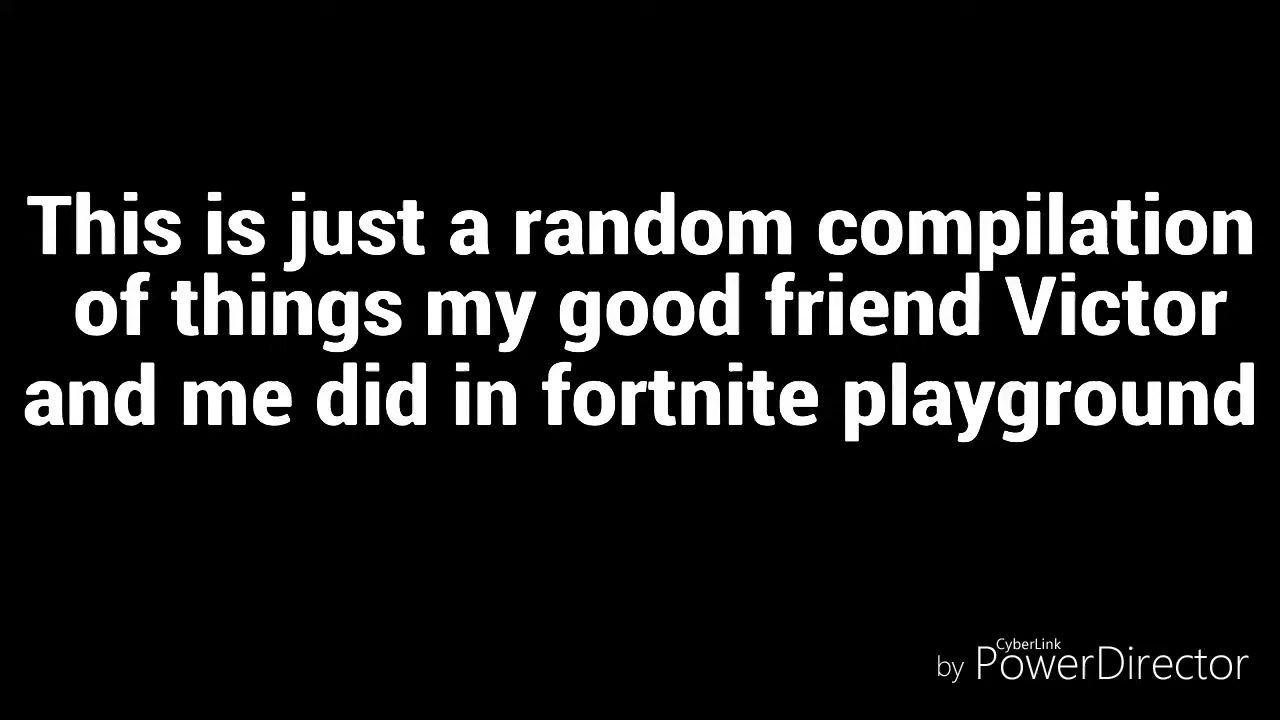 This is just a random compilation
of things my good friend Victor
and me did in fortnite playground
CyberLink
by PowerDirector